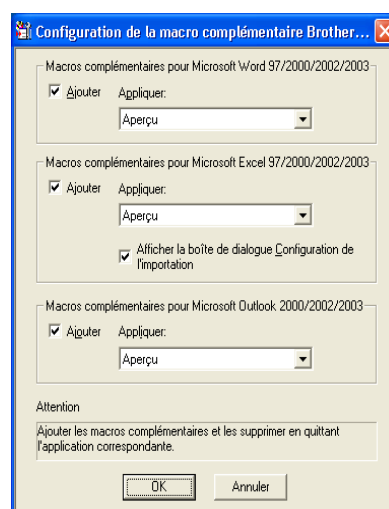 Configuration de la macro complémentaire Brother...
Macros complémentaires pour Microsoft Word 97/2000/2002/2003
Ajouter Appliquer:
Aperçu
Macros complémentaires pour Microsoft Excel 97/2000/2002/2003
Ajouter Appliquer:
Aperçu
Afficher la boîte de dialogue Configuration de
l'importation
Macros complémentaires pour Microsoft Outlook 2000/2002/2003
Ajouter Appliquer:
Aperçu
Attention
Ajouter les macros complémentaires et les supprimer en quittant
l'application correspondante.
OK Annuler